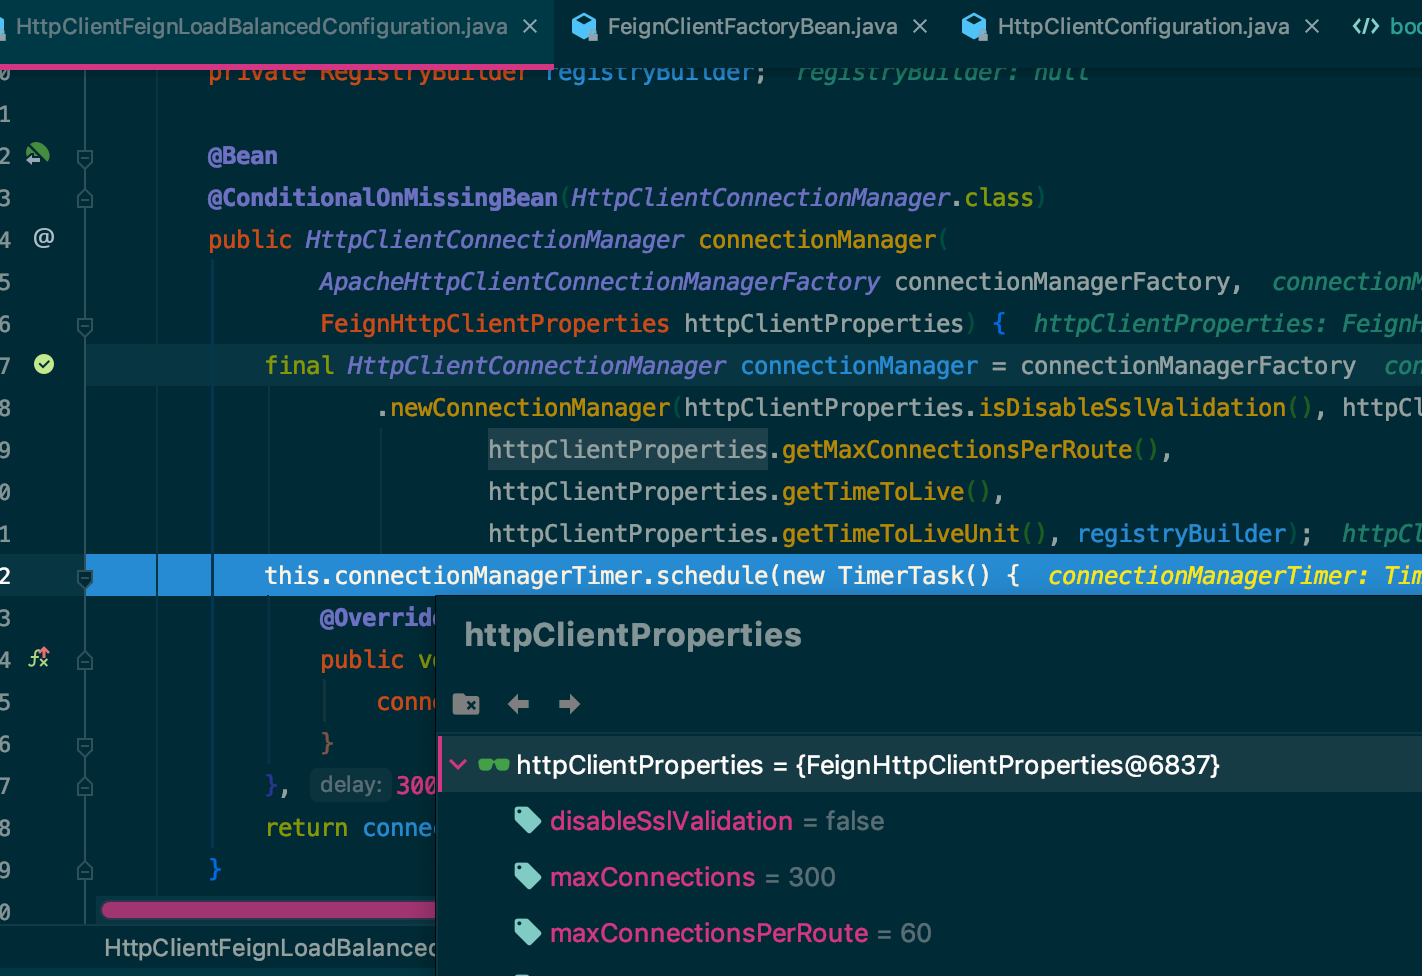 HttpClientFeignLoadBalancedConfiguration.java × FeignClientFactoryBean.java × HttpClientConfiguration.java × </> boo
0 private RegistryBuilder registryBuilder; registryBuilder: null
1
2 @Bean
3 @ConditionalOnMissingBean(HttpClientConnectionManager.class)
4 @ public HttpClientConnectionManager connectionManager(
5 ApacheHttpClientConnectionManagerFactory connectionManagerFactory, connectionM
6 FeignHttpClientProperties httpClientProperties) { httpClientProperties: FeignH
7 final HttpClientConnectionManager connectionManager = connectionManagerFactory con
8 .newConnectionManager(httpClientProperties.isDisableSslValidation(), httpCl
9 httpClientProperties.getMaxConnectionsPerRoute(),
0 httpClientProperties.getTimeToLive(),
1 httpClientProperties.getTimeToLiveUnit(), registryBuilder); httpCl
2 this.connectionManagerTimer.schedule(new TimerTask() { connectionManagerTimer: Tim
3 @Override
4 public vo
5 conne
6 }
7 }, delay: 300
8 return conne
9 }
0
HttpClientFeignLoadBalanced
httpClientProperties
httpClientProperties = {FeignHttpClientProperties@6837}
disableSslValidation = false
maxConnections = 300
maxConnectionsPerRoute = 60